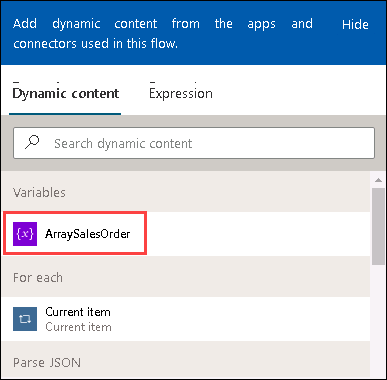 Add dynamic content from the apps and Hide
connectors used in this flow.
Dynamic content Expression
Search dynamic content
Variables
{x} ArraySalesOrder
For each
Current item
Current item
Parse JSON